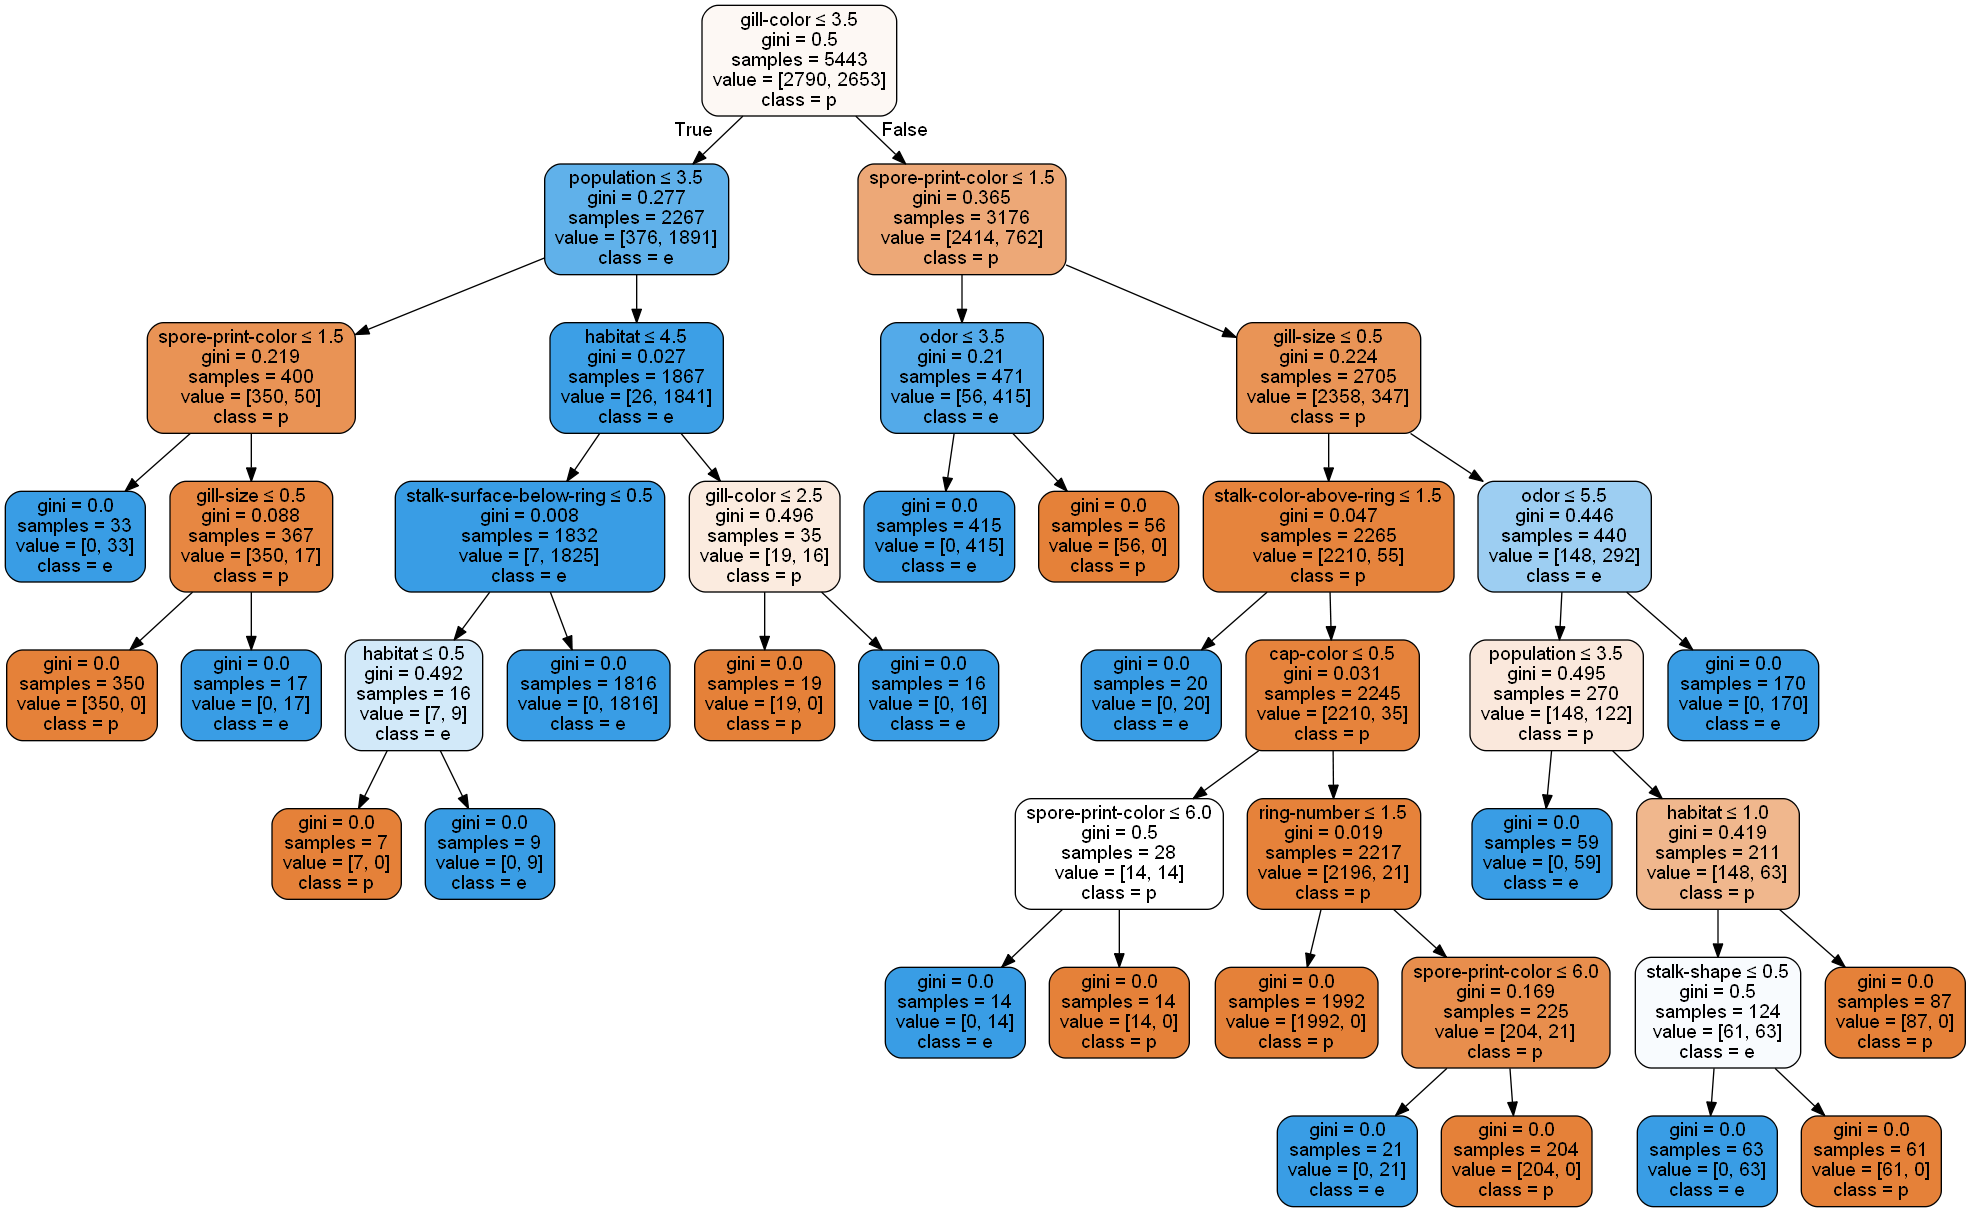 gill-color ≤ 3.5
gini = 0.5
samples = 5443
value = [2790, 2653]
class = p
True
False
population ≤ 3.5
gini = 0.277
samples = 2267
value = [376, 1891]
class = e
spore-print-color ≤ 1.5
gini = 0.365
samples = 3176
value = [2414, 762]
class = p
spore-print-color ≤ 1.5
gini = 0.219
samples = 400
value = [350, 50]
class = p
habitat ≤ 4.5
gini = 0.027
samples = 1867
value = [26, 1841]
class = e
odor ≤ 3.5
gini = 0.21
samples = 471
value = [56, 415]
class = e
gill-size ≤ 0.5
gini = 0.224
samples = 2705
value = [2358, 347]
class = p
gini = 0.0
samples = 33
value = [0, 33]
class = e
gill-size ≤ 0.5
gini = 0.088
samples = 367
value = [350, 17]
class = p
stalk-surface-below-ring ≤ 0.5
gini = 0.008
samples = 1832
value = [7, 1825]
class = e
gill-color ≤ 2.5
gini = 0.496
samples = 35
value = [19, 16]
class = p
gini = 0.0
samples = 415
value = [0, 415]
class = e
gini = 0.0
samples = 56
value = [56, 0]
class = p
stalk-color-above-ring ≤ 1.5
gini = 0.047
samples = 2265
value = [2210, 55]
class = p
odor ≤ 5.5
gini = 0.446
samples = 440
value = [148, 292]
class = e
gini = 0.0
samples = 350
value = [350, 0]
class = p
gini = 0.0
samples = 17
value = [0, 17]
class = e
habitat ≤ 0.5
gini = 0.492
samples = 16
value = [7, 9]
class = e
gini = 0.0
samples = 1816
value = [0, 1816]
class = e
gini = 0.0
samples = 19
value = [19, 0]
class = p
gini = 0.0
samples = 16
value = [0, 16]
class = e
gini = 0.0
samples = 20
value = [0, 20]
class = e
cap-color ≤ 0.5
gini = 0.031
samples = 2245
value = [2210, 35]
class = p
population ≤ 3.5
gini = 0.495
samples = 270
value = [148, 122]
class = p
gini = 0.0
samples = 170
value = [0, 170]
class = e
gini = 0.0
samples = 7
value = [7, 0]
class = p
gini = 0.0
samples = 9
value = [0, 9]
class = e
spore-print-color ≤ 6.0
gini = 0.5
samples = 28
value = [14, 14]
class = p
ring-number ≤ 1.5
gini = 0.019
samples = 2217
value = [2196, 21]
class = p
gini = 0.0
samples = 59
value = [0, 59]
class = e
habitat ≤ 1.0
gini = 0.419
samples = 211
value = [148, 63]
class = p
gini = 0.0
samples = 14
value = [0, 14]
class = e
gini = 0.0
samples = 14
value = [14, 0]
class = p
gini = 0.0
samples = 1992
value = [1992, 0]
class = p
spore-print-color ≤ 6.0
gini = 0.169
samples = 225
value = [204, 21]
class = p
stalk-shape ≤ 0.5
gini = 0.5
samples = 124
value = [61, 63]
class = e
gini = 0.0
samples = 87
value = [87, 0]
class = p
gini = 0.0
samples = 21
value = [0, 21]
class = e
gini = 0.0
samples = 204
value = [204, 0]
class = p
gini = 0.0
samples = 63
value = [0, 63]
class = e
gini = 0.0
samples = 61
value = [61, 0]
class = p